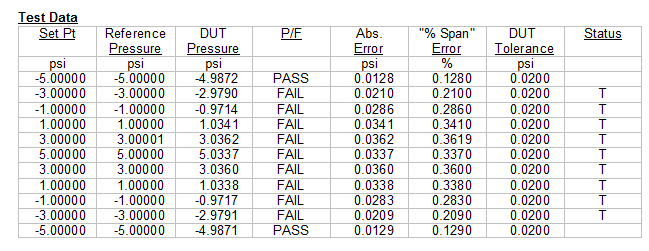 Test Data
Set Pt Reference Pressure DUT Pressure P/F Abs. Error "% Span" Error DUT Tolerance Status
psi psi psi psi % psi
-5.00000 -5.00000 -4.9872 PASS 0.0128 0.1280 0.0200
-3.00000 -3.00000 -2.9790 FAIL 0.0210 0.2100 0.0200 T
-1.00000 -1.00000 -0.9714 FAIL 0.0286 0.2860 0.0200 T
1.00000 1.00000 1.0341 FAIL 0.0341 0.3410 0.0200 T
3.00000 3.00001 3.0362 FAIL 0.0362 0.3619 0.0200 T
5.00000 5.00000 5.0337 FAIL 0.0337 0.3370 0.0200 T
3.00000 3.00000 3.0360 FAIL 0.0360 0.3600 0.0200 T
1.00000 1.00000 1.0338 FAIL 0.0338 0.3380 0.0200 T
-1.00000 -1.00000 -0.9717 FAIL 0.0283 0.2830 0.0200 T
-3.00000 -3.00000 -2.9791 FAIL 0.0209 0.2090 0.0200 T
-5.00000 -5.00000 -4.9871 PASS 0.0129 0.1290 0.0200